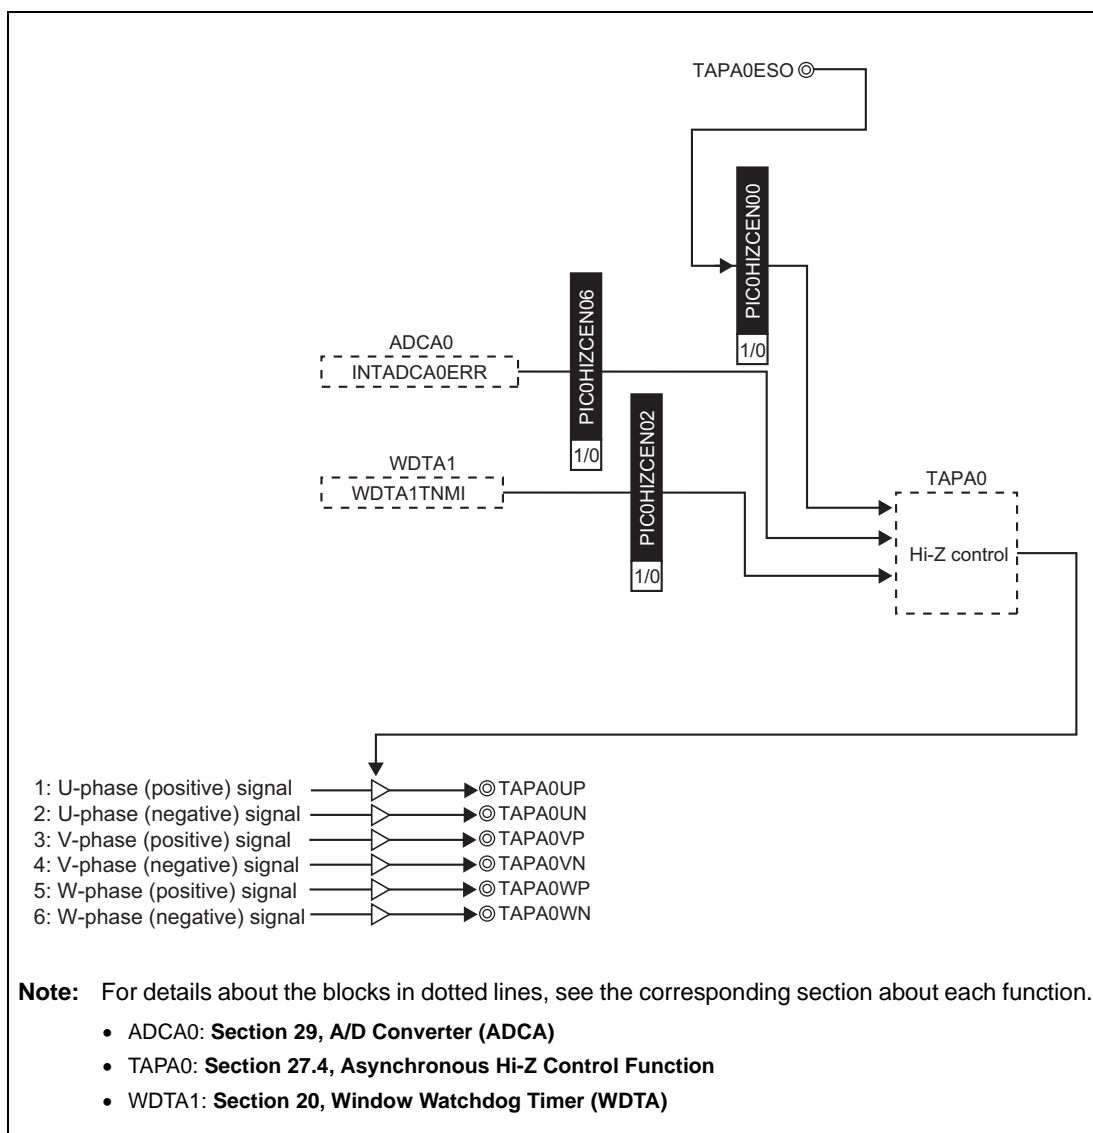 TAPA0ESO
PIC0HIZCEN00
1/0
PIC0HIZCEN06
1/0
ADCA0
INTADCA0ERR
PIC0HIZCEN02
1/0
WDTA1
WDTA1TNMI
TAPA0
Hi-Z control
1: U-phase (positive) signal TAPA0UP
2: U-phase (negative) signal TAPA0UN
3: V-phase (positive) signal TAPA0VP
4: V-phase (negative) signal TAPA0VN
5: W-phase (positive) signal TAPA0WP
6: W-phase (negative) signal TAPA0WN
Note: For details about the blocks in dotted lines, see the corresponding section about each function.
• ADCA0: Section 29, A/D Converter (ADCA)
• TAPA0: Section 27.4, Asynchronous Hi-Z Control Function
• WDTA1: Section 20, Window Watchdog Timer (WDTA)